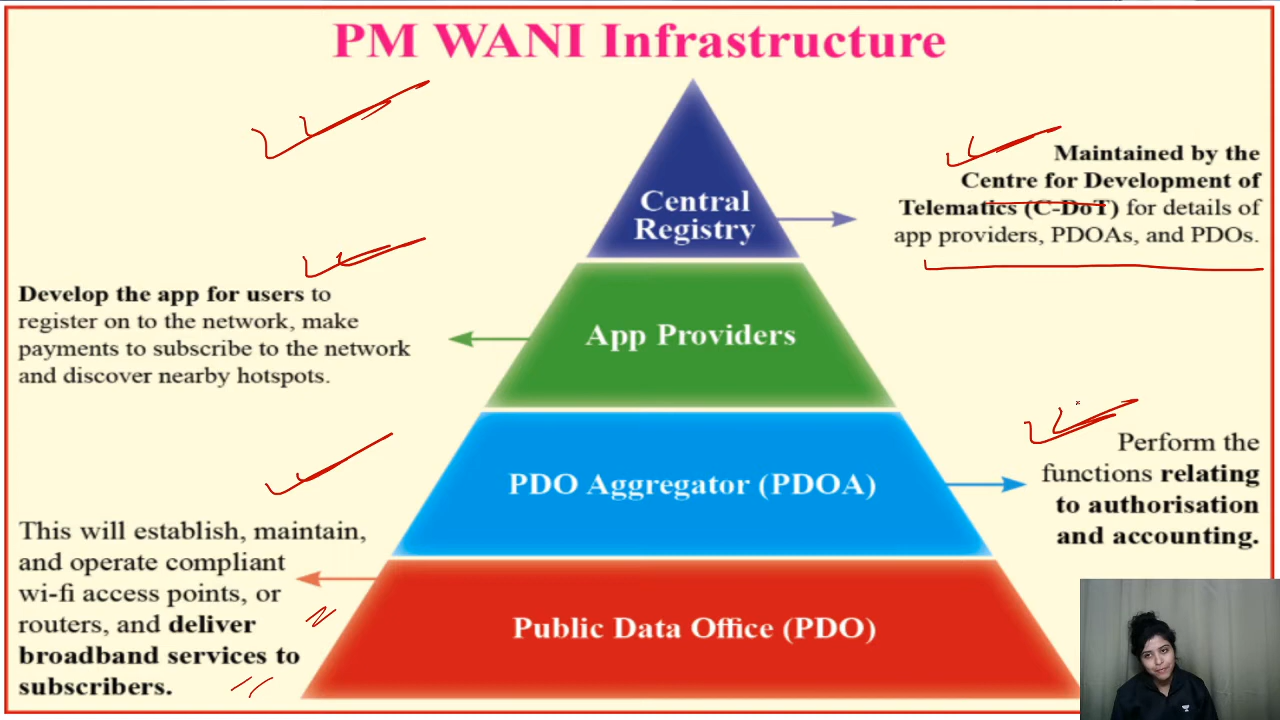 PM WANI Infrastructure
Central
Registry
Maintained by the
Centre for Development of
Telematics (C-DoT) for details of
app providers, PDOAs, and PDOs.
App Providers
Develop the app for users to
register on to the network, make
payments to subscribe to the network
and discover nearby hotspots.
PDO Aggregator (PDOA)
Perform the
functions relating
to authorisation
and accounting.
Public Data Office (PDO)
This will establish, maintain,
and operate compliant
wi-fi access points, or
routers, and deliver
broadband services to
subscribers.